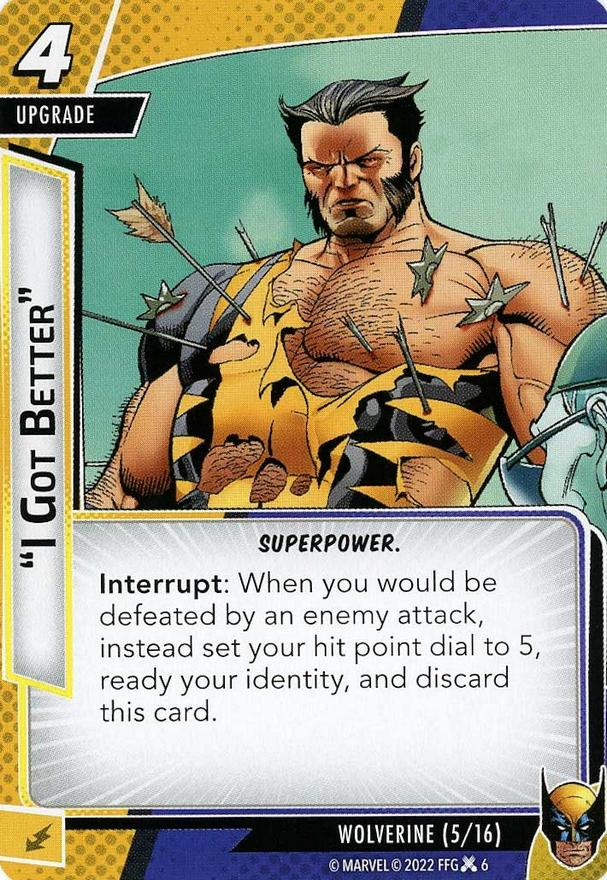 4
UPGRADE
“I GOT BETTER”
SUPERPOWER.
Interrupt: When you would be
defeated by an enemy attack,
instead set your hit point dial to 5,
ready your identity, and discard
this card.
WOLVERINE (5/16)
© MARVEL © 2022 FFG 6